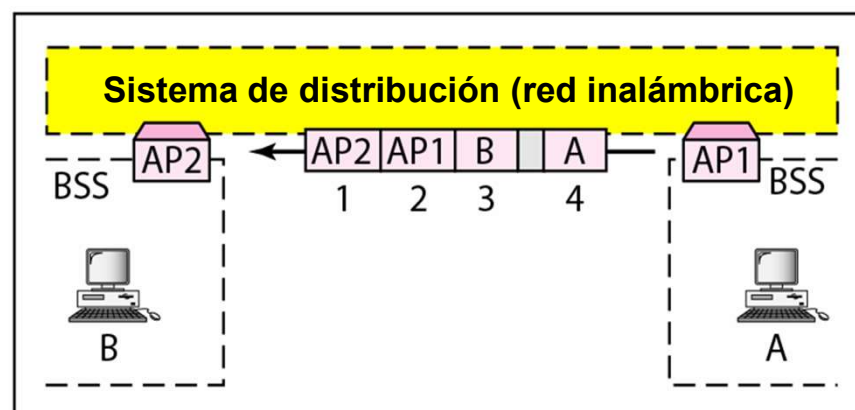 Sistema de distribución (red inalámbrica)
AP2 AP2 AP1 B A AP1
BSS 1 2 3 4 BSS
B A